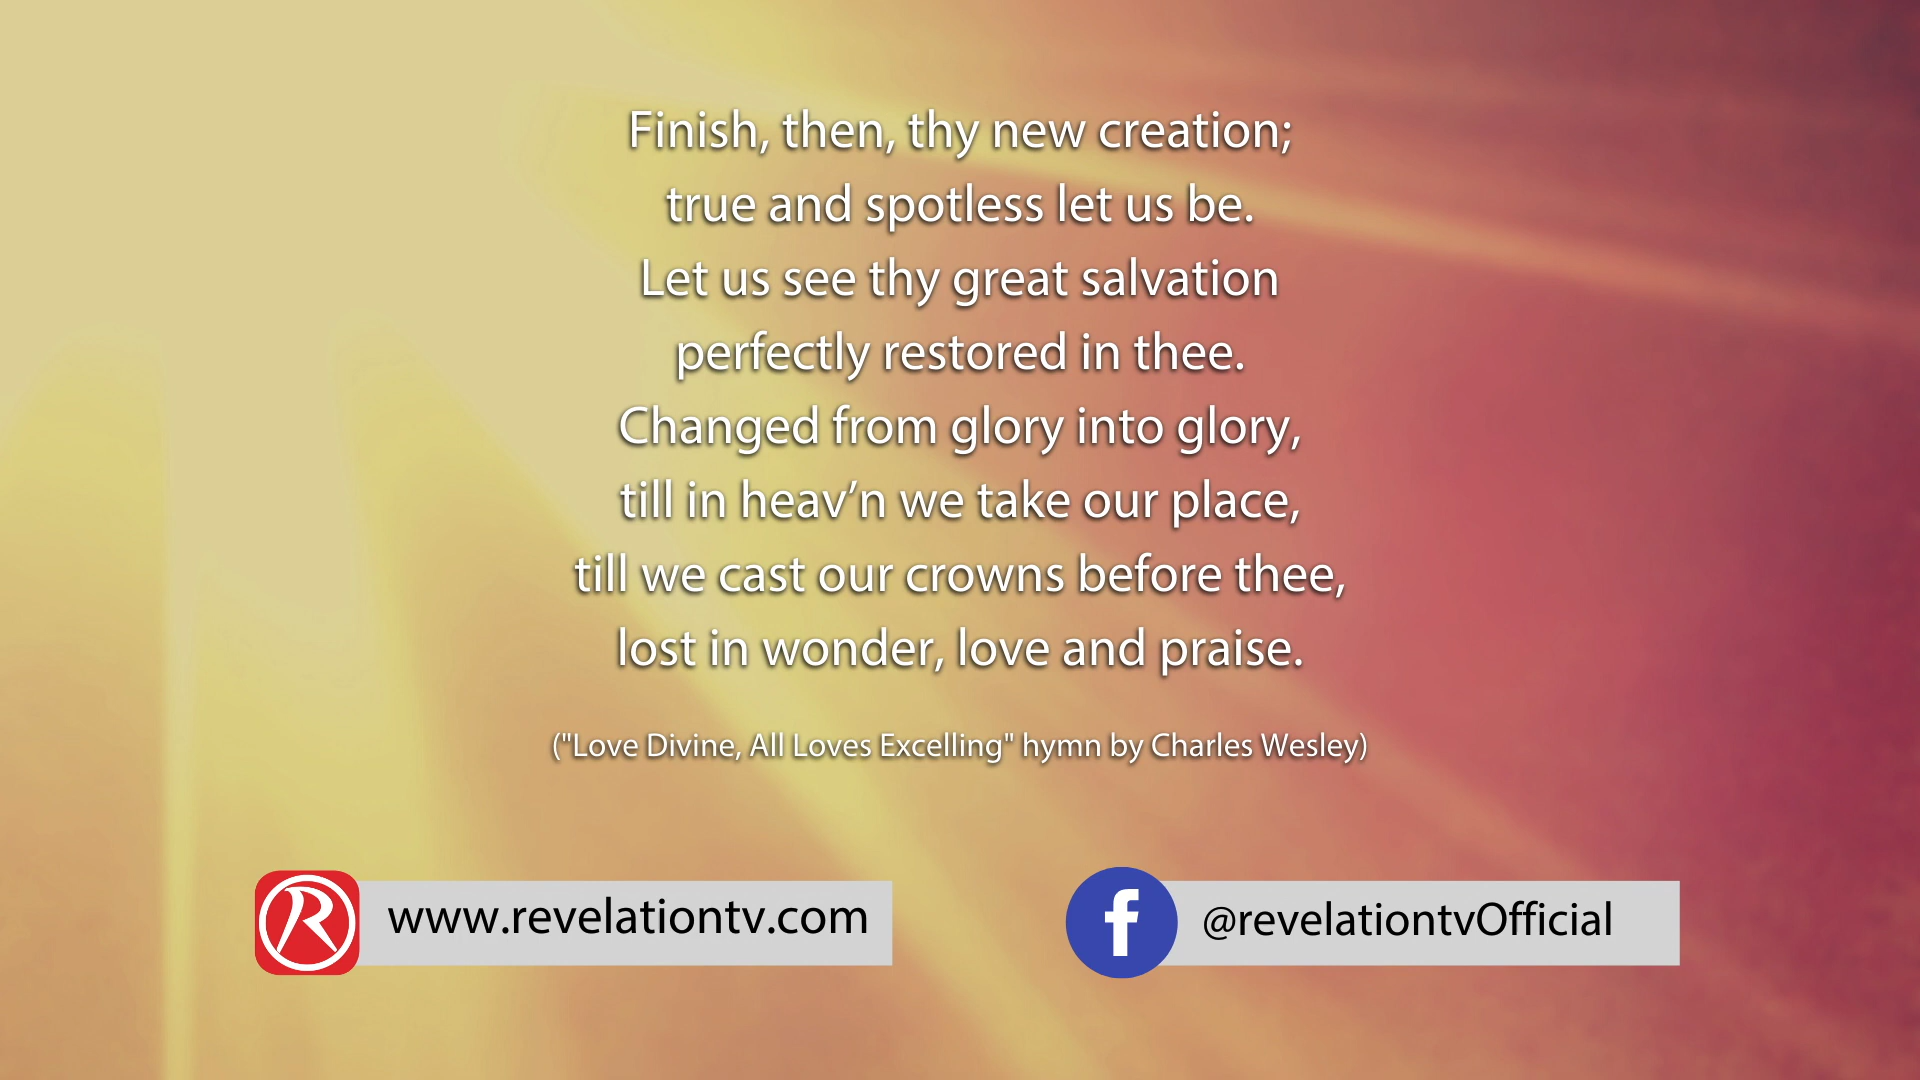 Finish, then, thy new creation;
true and spotless let us be.
Let us see thy great salvation
perfectly restored in thee.
Changed from glory into glory,
till in heav’n we take our place,
till we cast our crowns before thee,
lost in wonder, love and praise.
("Love Divine, All Loves Excelling" hymn by Charles Wesley)
www.revelationtv.com
@revelationtvOfficial